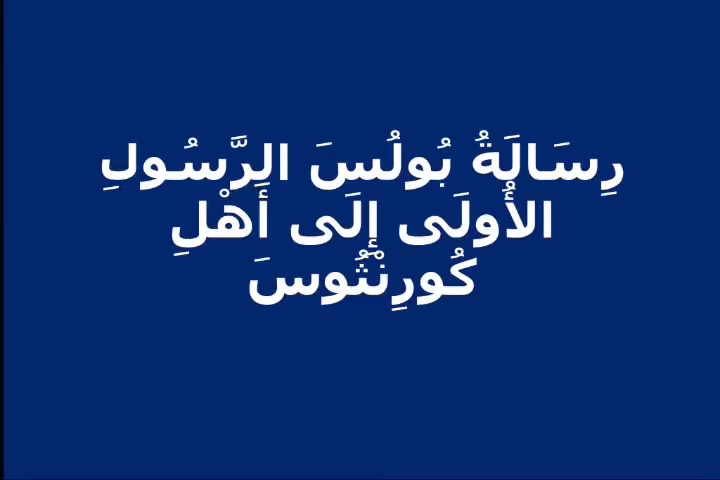 رِسَالَةُ بُولُسَ الرَّسُولِ
الأُولَى إِلَى أَهْلِ
كُورِنْثُوسَ